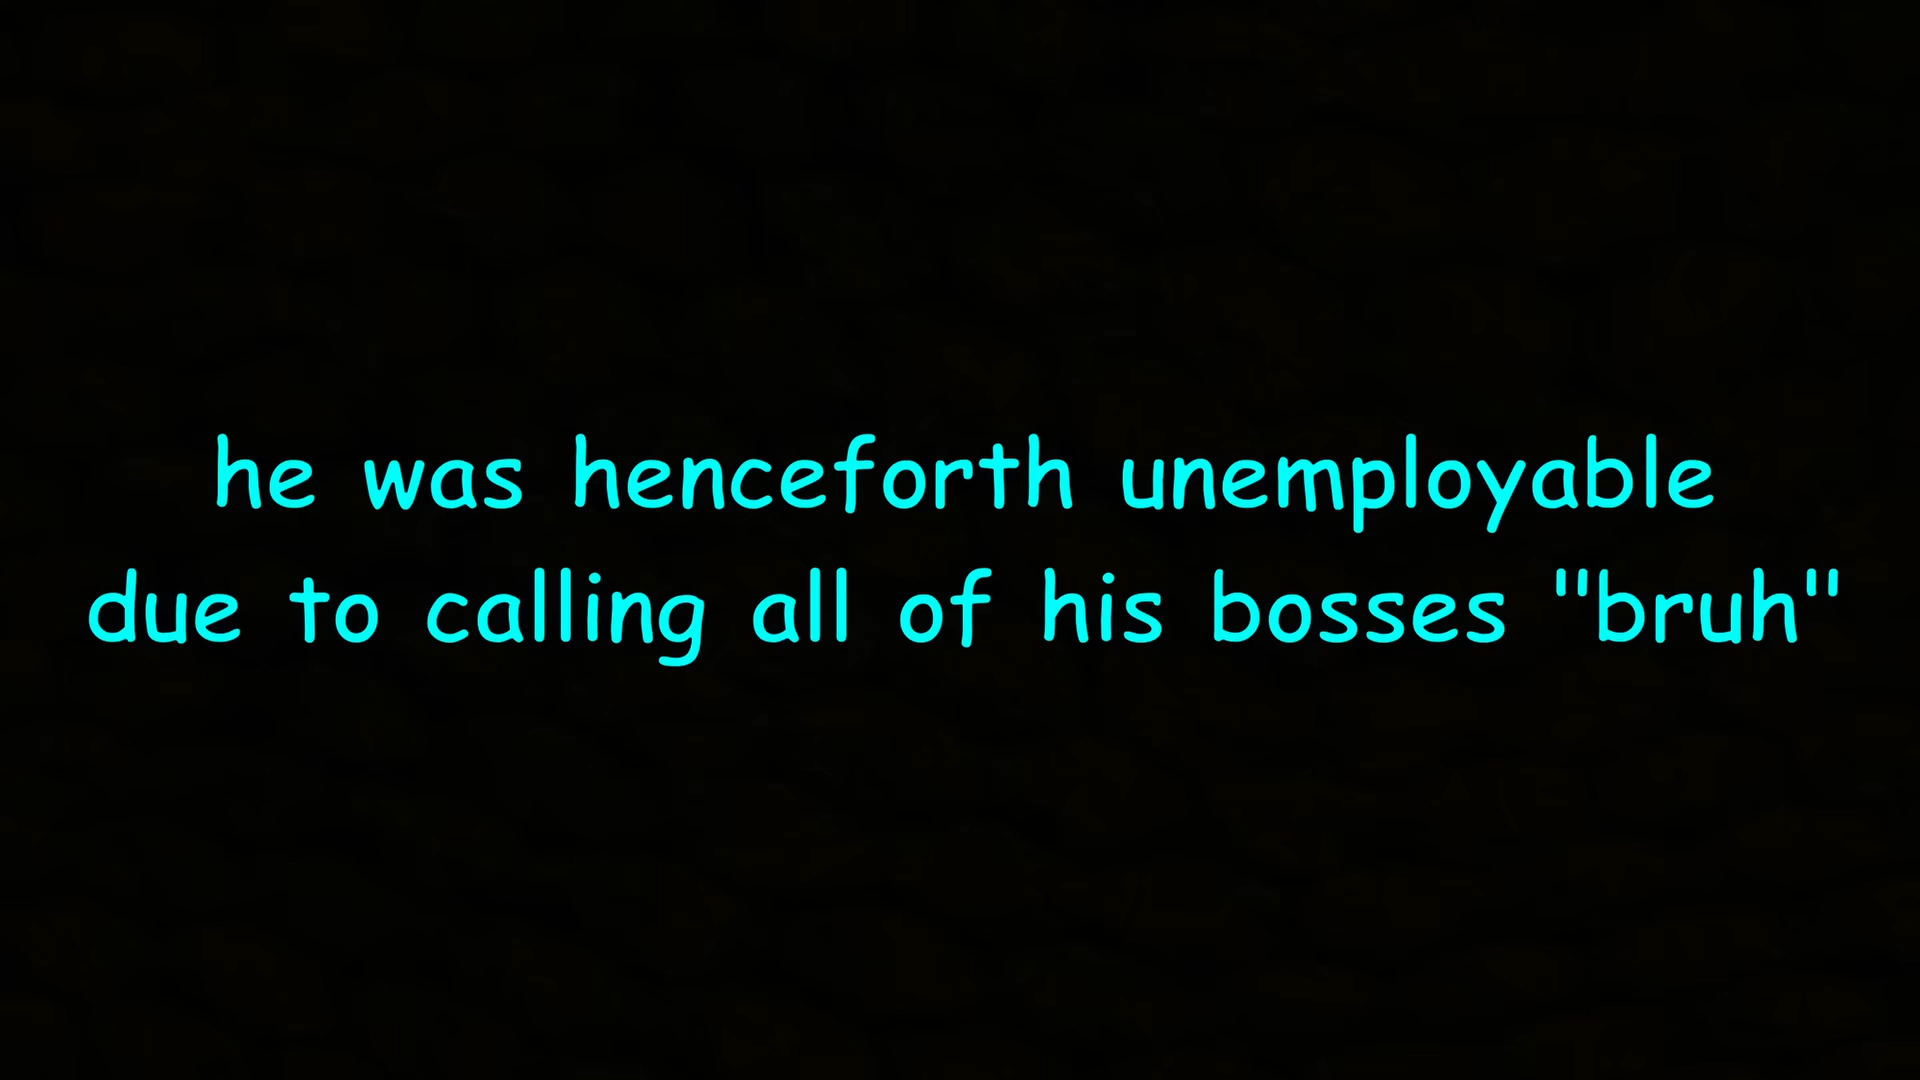 he was henceforth unemployable
due to calling all of his bosses "bruh"